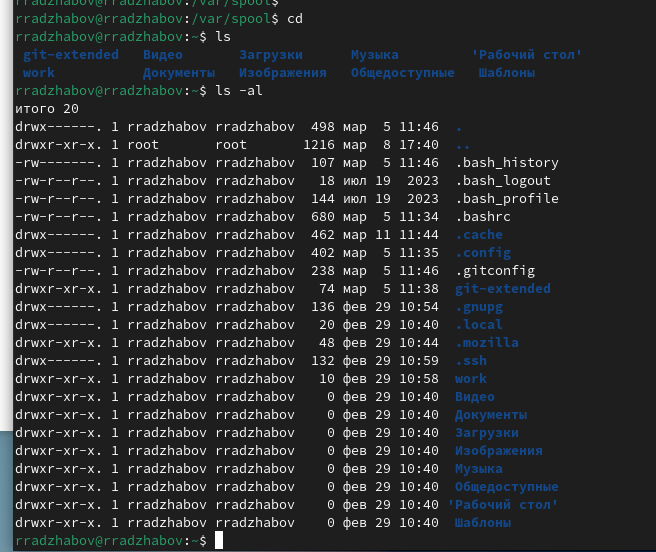 rradzhabov@rradzhabov:/var/spool$
rradzhabov@rradzhabov:/var/spool$ cd
rradzhabov@rradzhabov:~$ ls
git-extended Видео Загрузки Музыка 'Рабочий стол'
work Документы Изображения Общедоступные Шаблоны
rradzhabov@rradzhabov:~$ ls -al
итого 20
drwx------. 1 rradzhabov rradzhabov 498 мар 5 11:46 .
drwxr-xr-x. 1 root root 1216 мар 8 17:40 ..
-rw-------. 1 rradzhabov rradzhabov 107 мар 5 11:46 .bash_history
-rw-r--r--. 1 rradzhabov rradzhabov 18 июл 19 2023 .bash_logout
-rw-r--r--. 1 rradzhabov rradzhabov 144 июл 19 2023 .bash_profile
-rw-r--r--. 1 rradzhabov rradzhabov 680 мар 5 11:34 .bashrc
drwx------. 1 rradzhabov rradzhabov 462 мар 11 11:44 .cache
drwx------. 1 rradzhabov rradzhabov 402 мар 5 11:35 .config
-rw-r--r--. 1 rradzhabov rradzhabov 238 мар 5 11:46 .gitconfig
drwxr-xr-x. 1 rradzhabov rradzhabov 74 мар 5 11:38 git-extended
drwx------. 1 rradzhabov rradzhabov 136 фев 29 10:54 .gnupg
drwx------. 1 rradzhabov rradzhabov 20 фев 29 10:40 .local
drwxr-xr-x. 1 rradzhabov rradzhabov 48 фев 29 10:44 .mozilla
drwx------. 1 rradzhabov rradzhabov 132 фев 29 10:59 .ssh
drwxr-xr-x. 1 rradzhabov rradzhabov 10 фев 29 10:58 work
drwxr-xr-x. 1 rradzhabov rradzhabov 0 фев 29 10:40 Видео
drwxr-xr-x. 1 rradzhabov rradzhabov 0 фев 29 10:40 Документы
drwxr-xr-x. 1 rradzhabov rradzhabov 0 фев 29 10:40 Загрузки
drwxr-xr-x. 1 rradzhabov rradzhabov 0 фев 29 10:40 Изображения
drwxr-xr-x. 1 rradzhabov rradzhabov 0 фев 29 10:40 Музыка
drwxr-xr-x. 1 rradzhabov rradzhabov 0 фев 29 10:40 Общедоступные
drwxr-xr-x. 1 rradzhabov rradzhabov 0 фев 29 10:40 'Рабочий стол'
drwxr-xr-x. 1 rradzhabov rradzhabov 0 фев 29 10:40 Шаблоны
rradzhabov@rradzhabov:~$